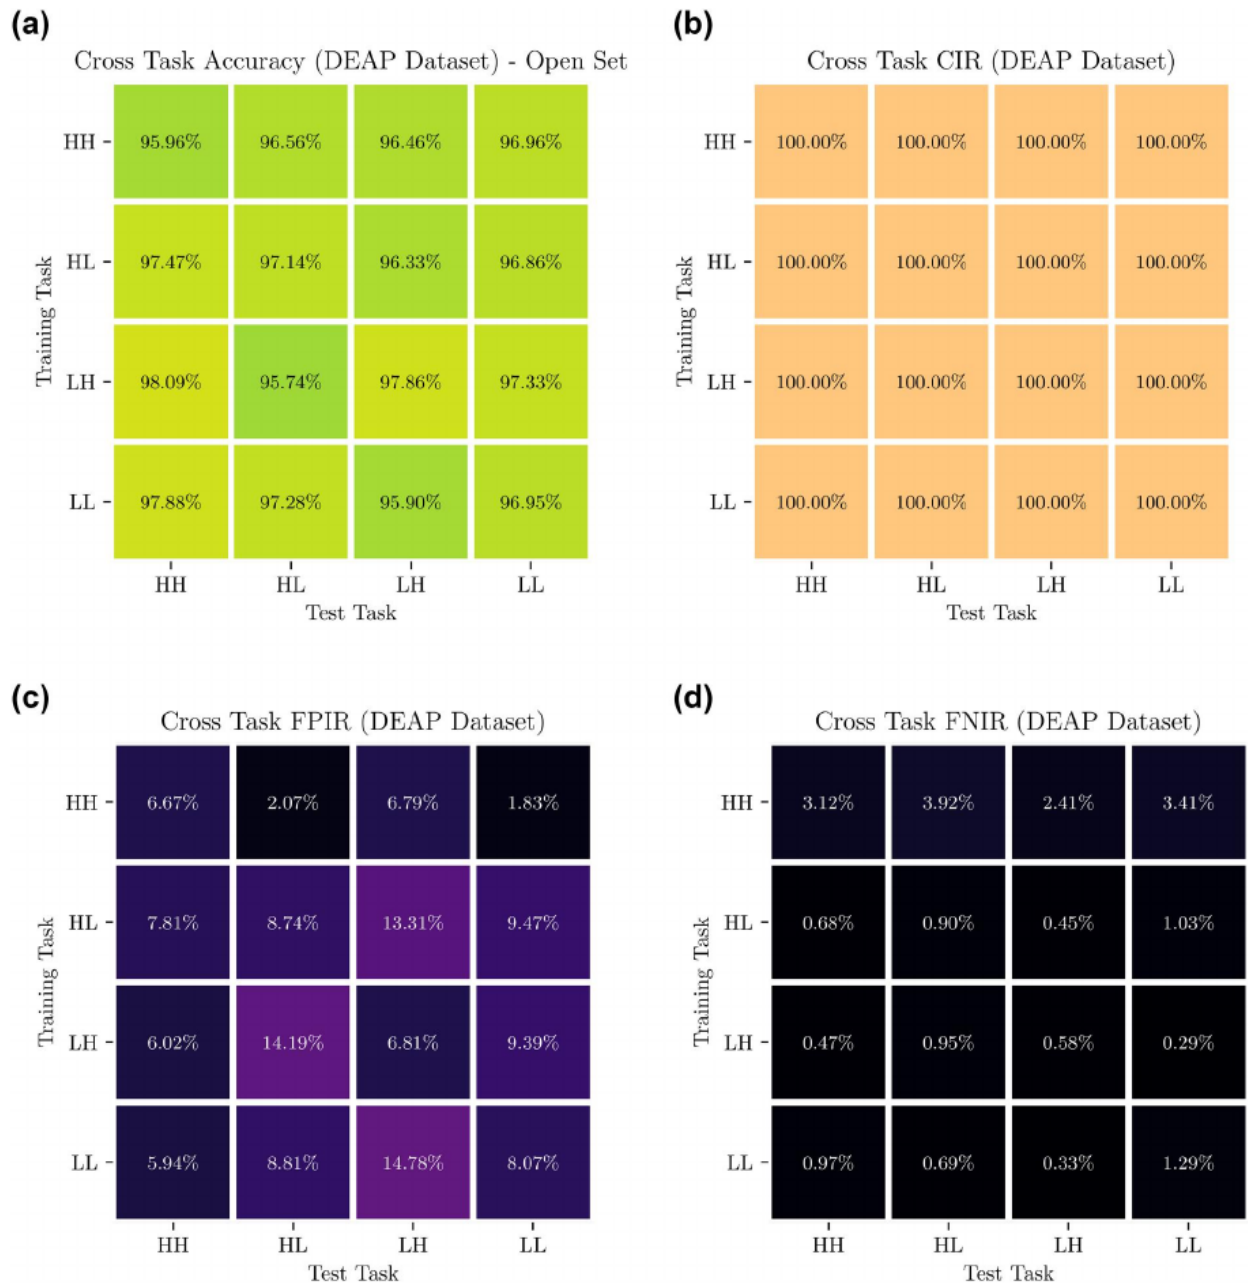 (a)
Cross Task Accuracy (DEAP Dataset) - Open Set
Training Task
HH 95.96% 96.56% 96.46% 96.96%
HL 97.47% 97.14% 96.33% 96.86%
LH 98.09% 95.74% 97.86% 97.33%
LL 97.88% 97.28% 95.90% 96.95%
HH HL LH LL
Test Task
(b)
Cross Task CIR (DEAP Dataset)
Training Task
HH 100.00% 100.00% 100.00% 100.00%
HL 100.00% 100.00% 100.00% 100.00%
LH 100.00% 100.00% 100.00% 100.00%
LL 100.00% 100.00% 100.00% 100.00%
HH HL LH LL
Test Task
(c)
Cross Task FPIR (DEAP Dataset)
Training Task
HH 6.67% 2.07% 6.79% 1.83%
HL 7.81% 8.74% 13.31% 9.47%
LH 6.02% 14.19% 6.81% 9.39%
LL 5.94% 8.81% 14.78% 8.07%
HH HL LH LL
Test Task
(d)
Cross Task FNIR (DEAP Dataset)
Training Task
HH 3.12% 3.92% 2.41% 3.41%
HL 0.68% 0.90% 0.45% 1.03%
LH 0.47% 0.95% 0.58% 0.29%
LL 0.97% 0.69% 0.33% 1.29%
HH HL LH LL
Test Task